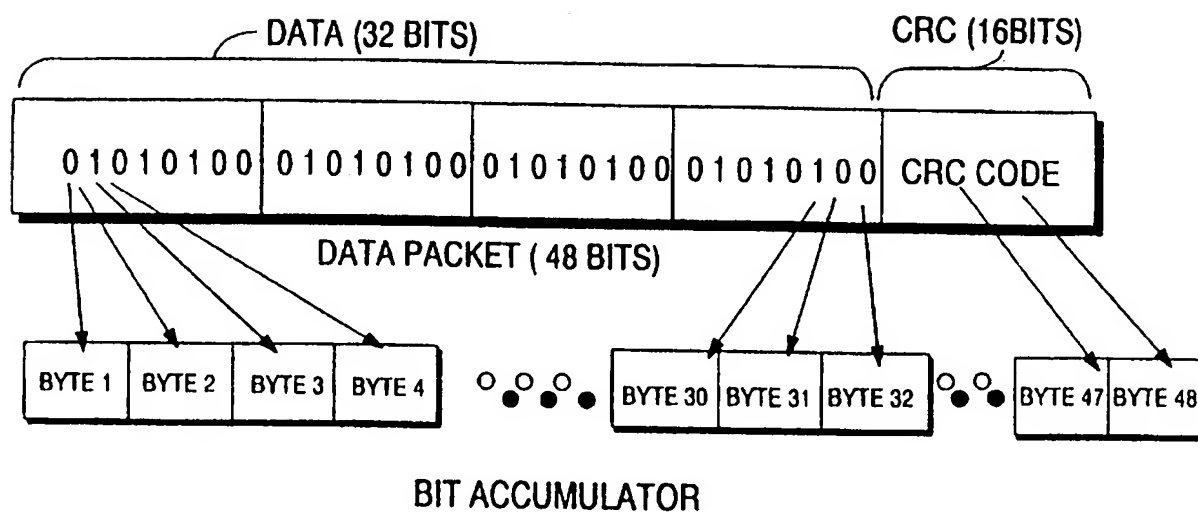 DATA (32 BITS)
CRC (16BITS)
01010100 01010100 01010100 01010100 CRC CODE
DATA PACKET ( 48 BITS)
BYTE 1 BYTE 2 BYTE 3 BYTE 4 BYTE 30 BYTE 31 BYTE 32 BYTE 47 BYTE 48
BIT ACCUMULATOR